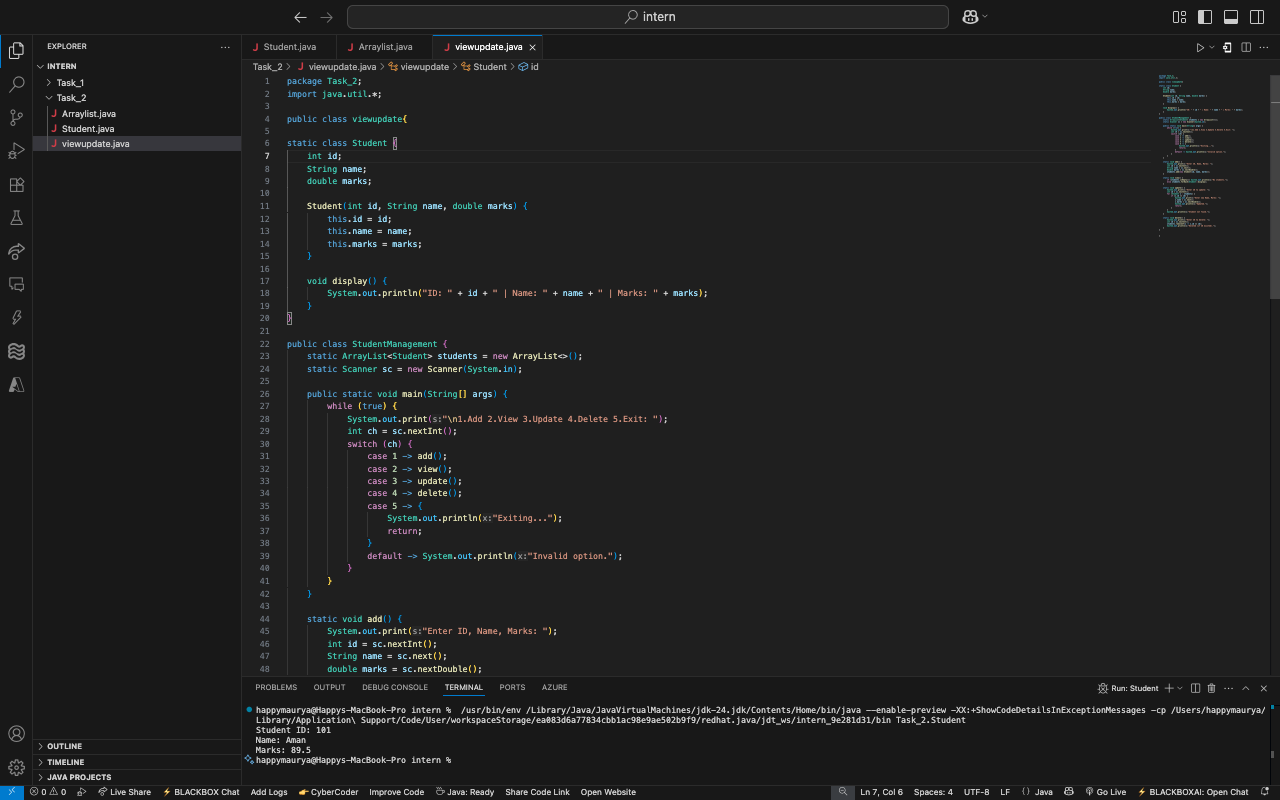 intern
EXPLORER
INTERN
Task_1
Task_2
Arraylist.java
Student.java
viewupdate.java
OUTLINE
TIMELINE
JAVA PROJECTS
Student.java
Arraylist.java
viewupdate.java
Task_2 > viewupdate.java > viewupdate > Student > id
1 package Task_2;
2 import java.util.*;
3
4 public class viewupdate{
5
6 static class Student {
7 int id;
8 String name;
9 double marks;
10
11 Student(int id, String name, double marks) {
12 this.id = id;
13 this.name = name;
14 this.marks = marks;
15 }
16
17 void display() {
18 System.out.println("ID: " + id + " | Name: " + name + " | Marks: " + marks);
19 }
20 }
21
22 public class StudentManagement {
23 static ArrayList<Student> students = new ArrayList<>();
24 static Scanner sc = new Scanner(System.in);
25
26 public static void main(String[] args) {
27 while (true) {
28 System.out.print(s:"\n1.Add 2.View 3.Update 4.Delete 5.Exit: ");
29 int ch = sc.nextInt();
30 switch (ch) {
31 case 1 -> add();
32 case 2 -> view();
33 case 3 -> update();
34 case 4 -> delete();
35 case 5 -> {
36 System.out.println(x:"Exiting...");
37 return;
38 }
39 default -> System.out.println(x:"Invalid option.");
40 }
41 }
42 }
43
44 static void add() {
45 System.out.print(s:"Enter ID, Name, Marks: ");
46 int id = sc.nextInt();
47 String name = sc.next();
48 double marks = sc.nextDouble();
PROBLEMS OUTPUT DEBUG CONSOLE TERMINAL PORTS AZURE Run: Student
happymaurya@Happys-MacBook-Pro intern % /usr/bin/env /Library/Java/JavaVirtualMachines/jdk-24.jdk/Contents/Home/bin/java --enable-preview -XX:+ShowCodeDetailsInExceptionMessages -cp /Users/happymaurya/
Library/Application\ Support/Code/User/workspaceStorage/ea083d6a77834cbb1ac98e9ae502b9f9/redhat.java/jdt_ws/intern_9e281d31/bin Task_2.Student
Student ID: 101
Name: Aman
Marks: 89.5
happymaurya@Happys-MacBook-Pro intern %
0 0 Live Share BLACKBOX Chat Add Logs CyberCoder Improve Code Java: Ready Share Code Link Open Website Ln 7, Col 6 Spaces: 4 UTF-8 LF {} Java Go Live BLACKBOXAI: Open Chat